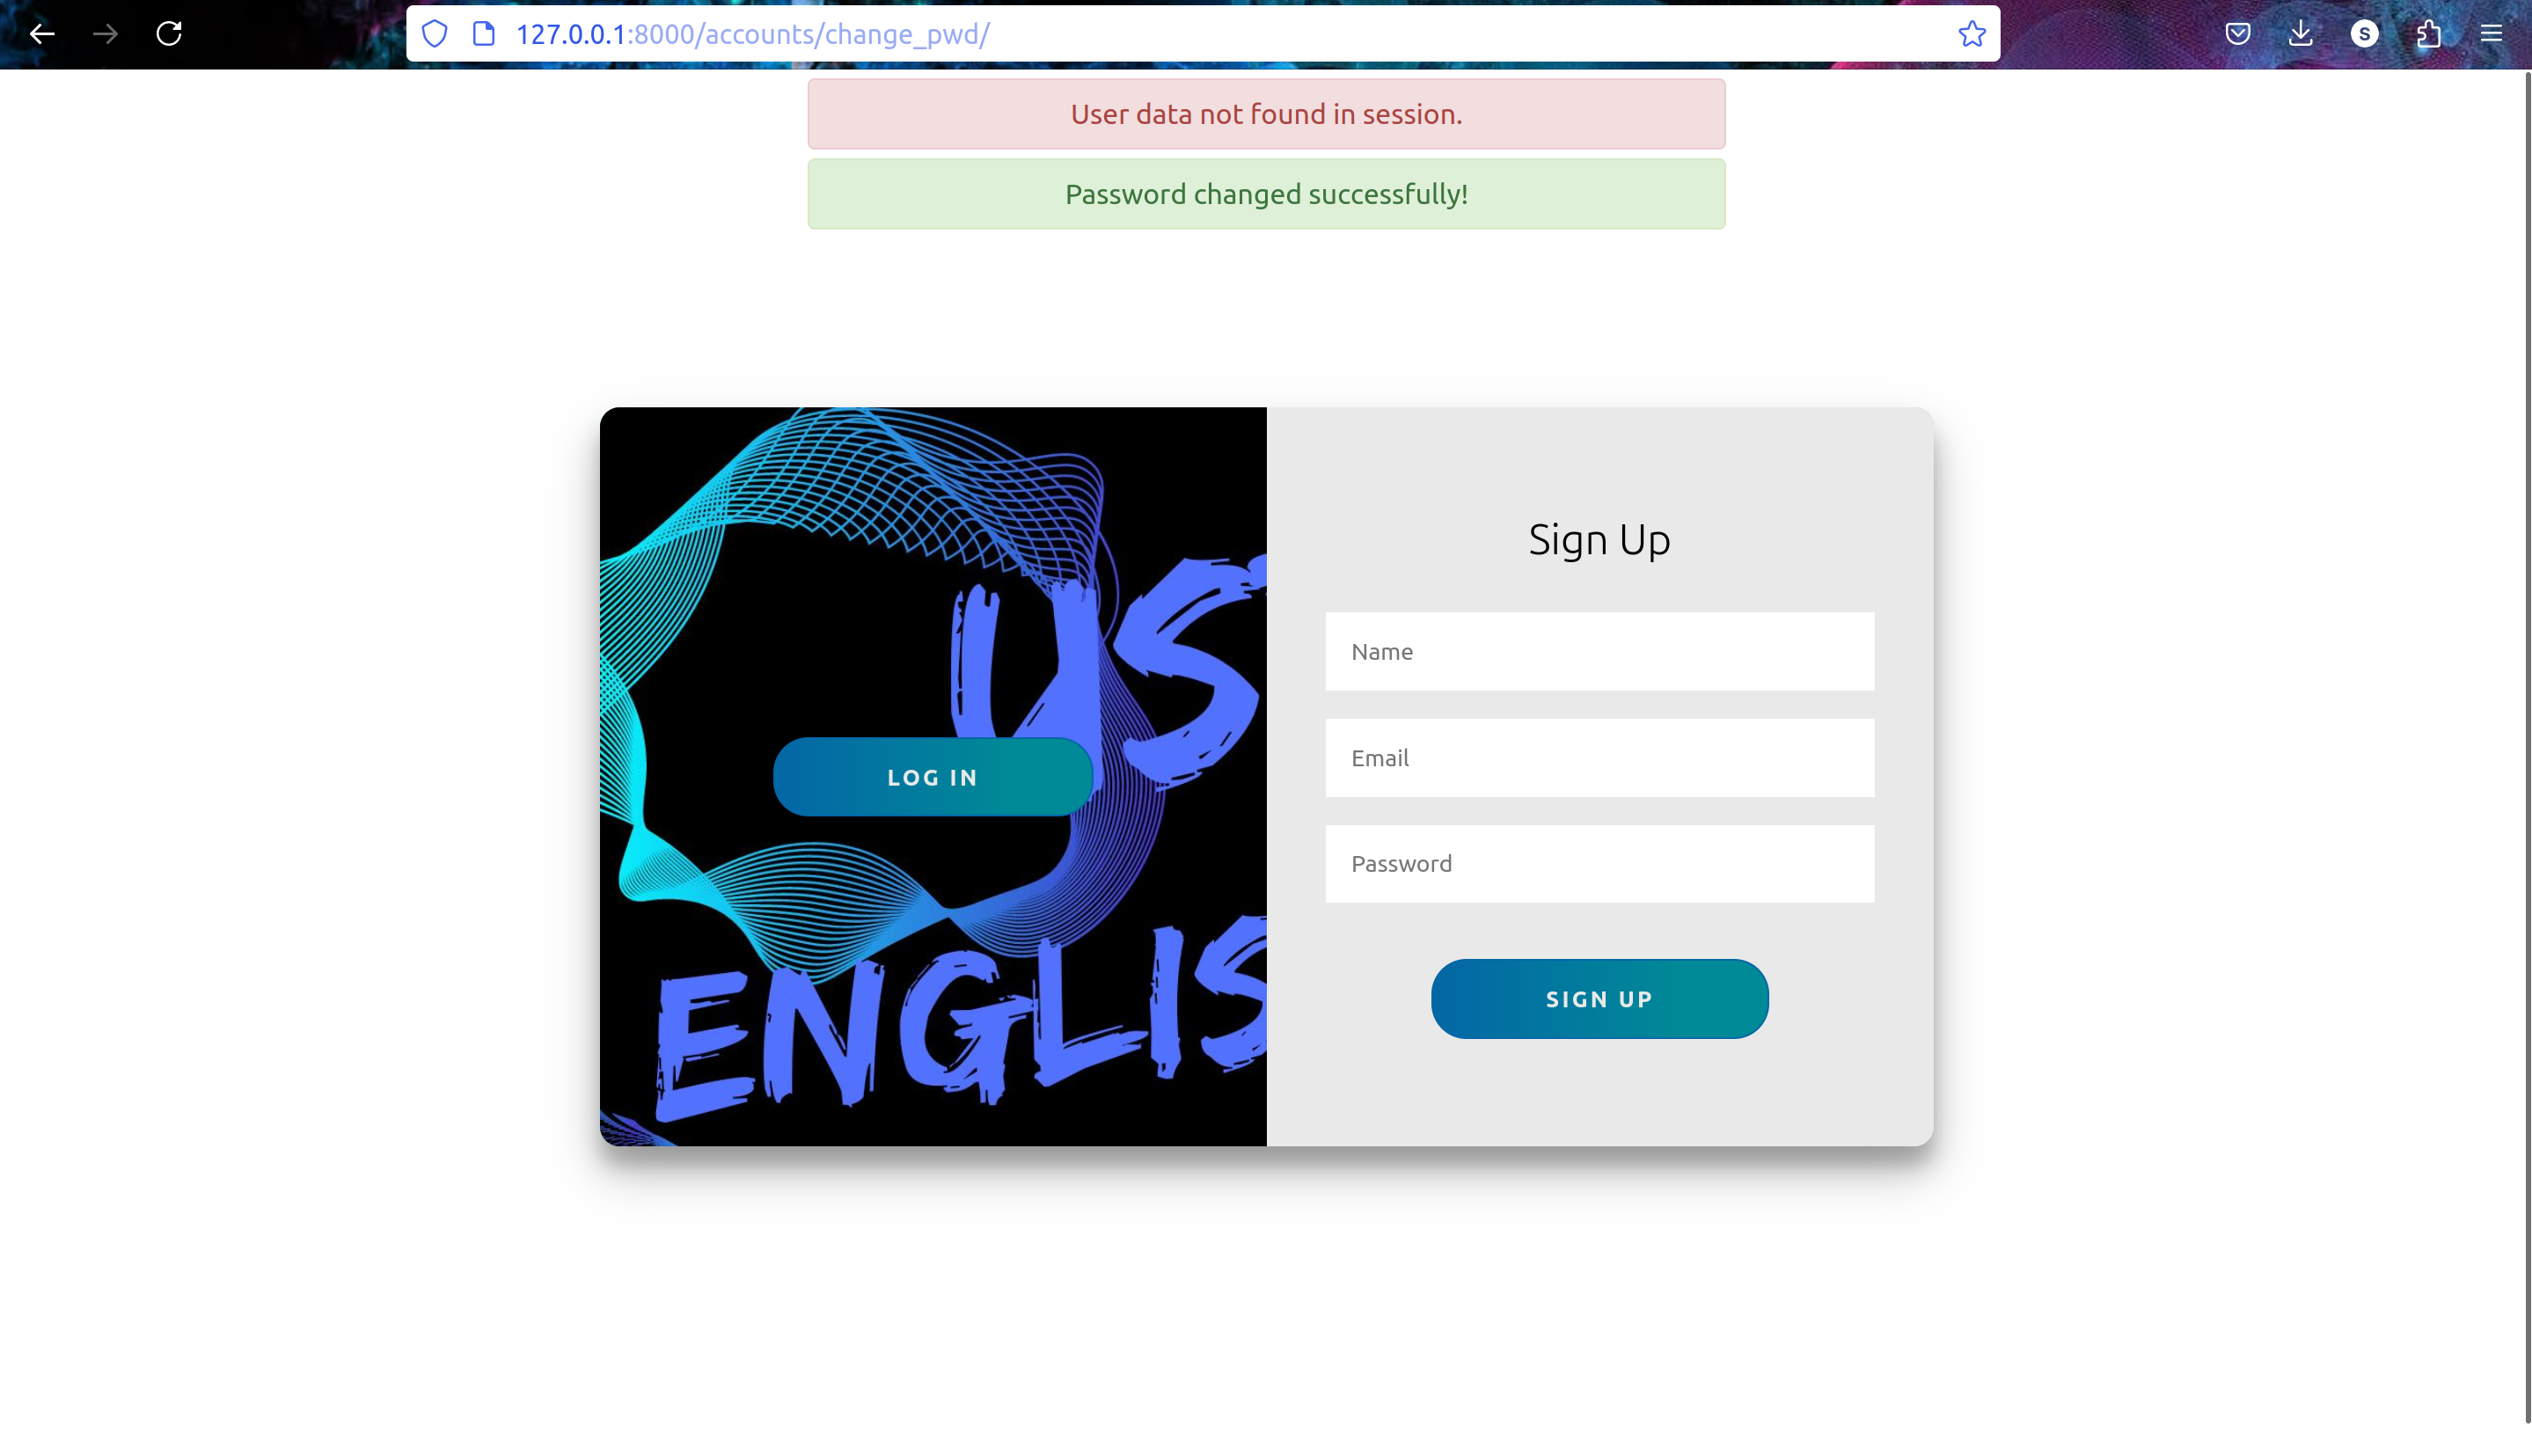 127.0.0.1:8000/accounts/change_pwd/
S
User data not found in session.
Password changed successfully!
US
LOG IN
ENGLIS
Sign Up
Name
Email
Password
SIGN UP